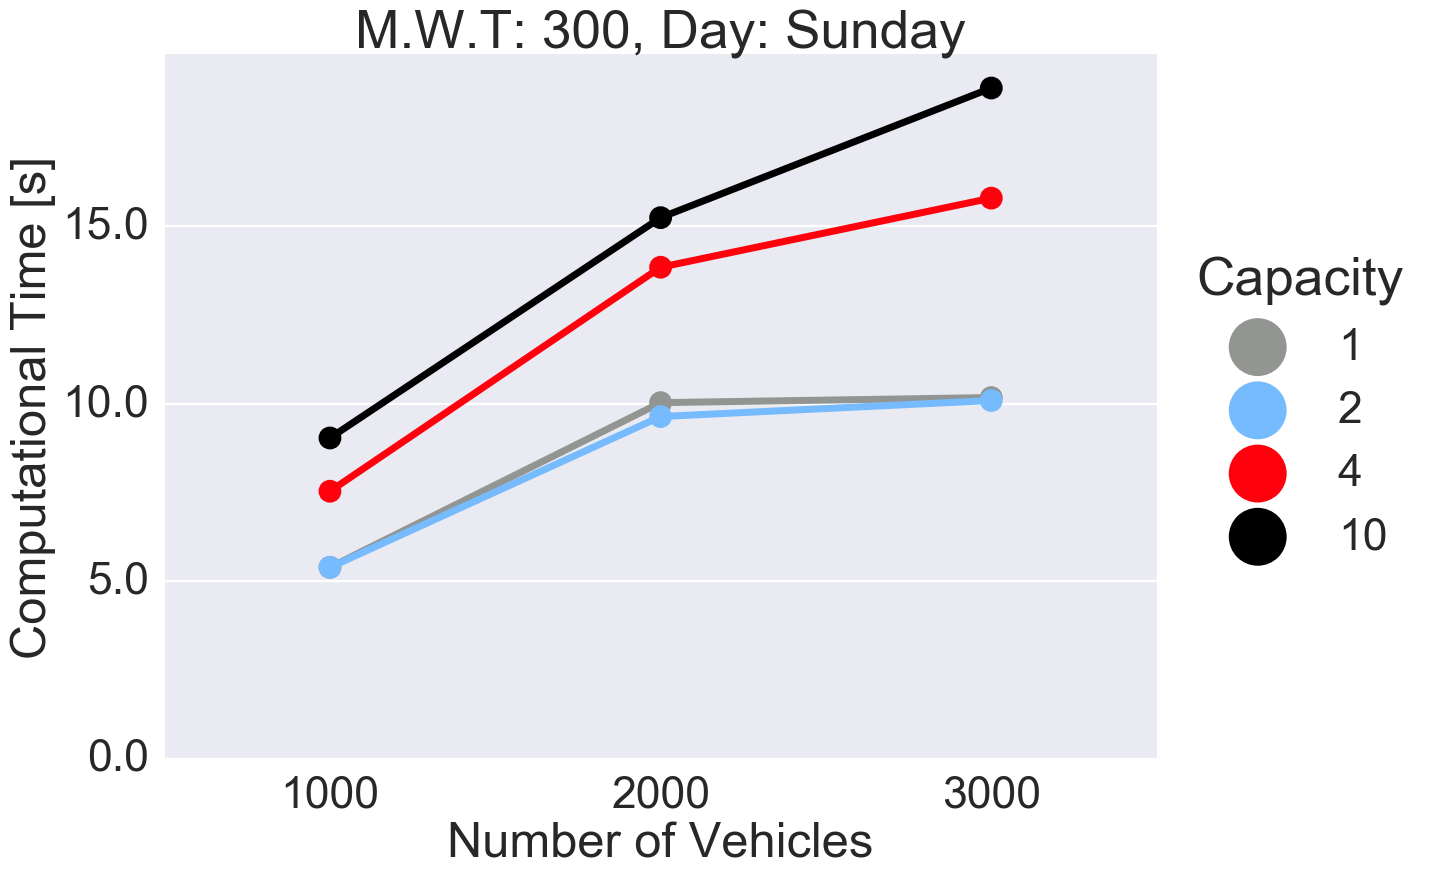 M.W.T: 300, Day: Sunday
Computational Time [s]
15.0
10.0
5.0
0.0
1000 2000 3000
Number of Vehicles
Capacity
1
2
4
10